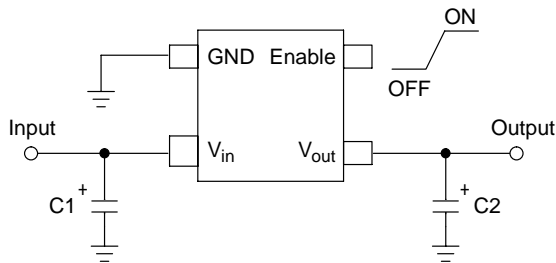 ON
GND Enable
OFF
Input
Output
V_in
V_out
+
C1
+
C2